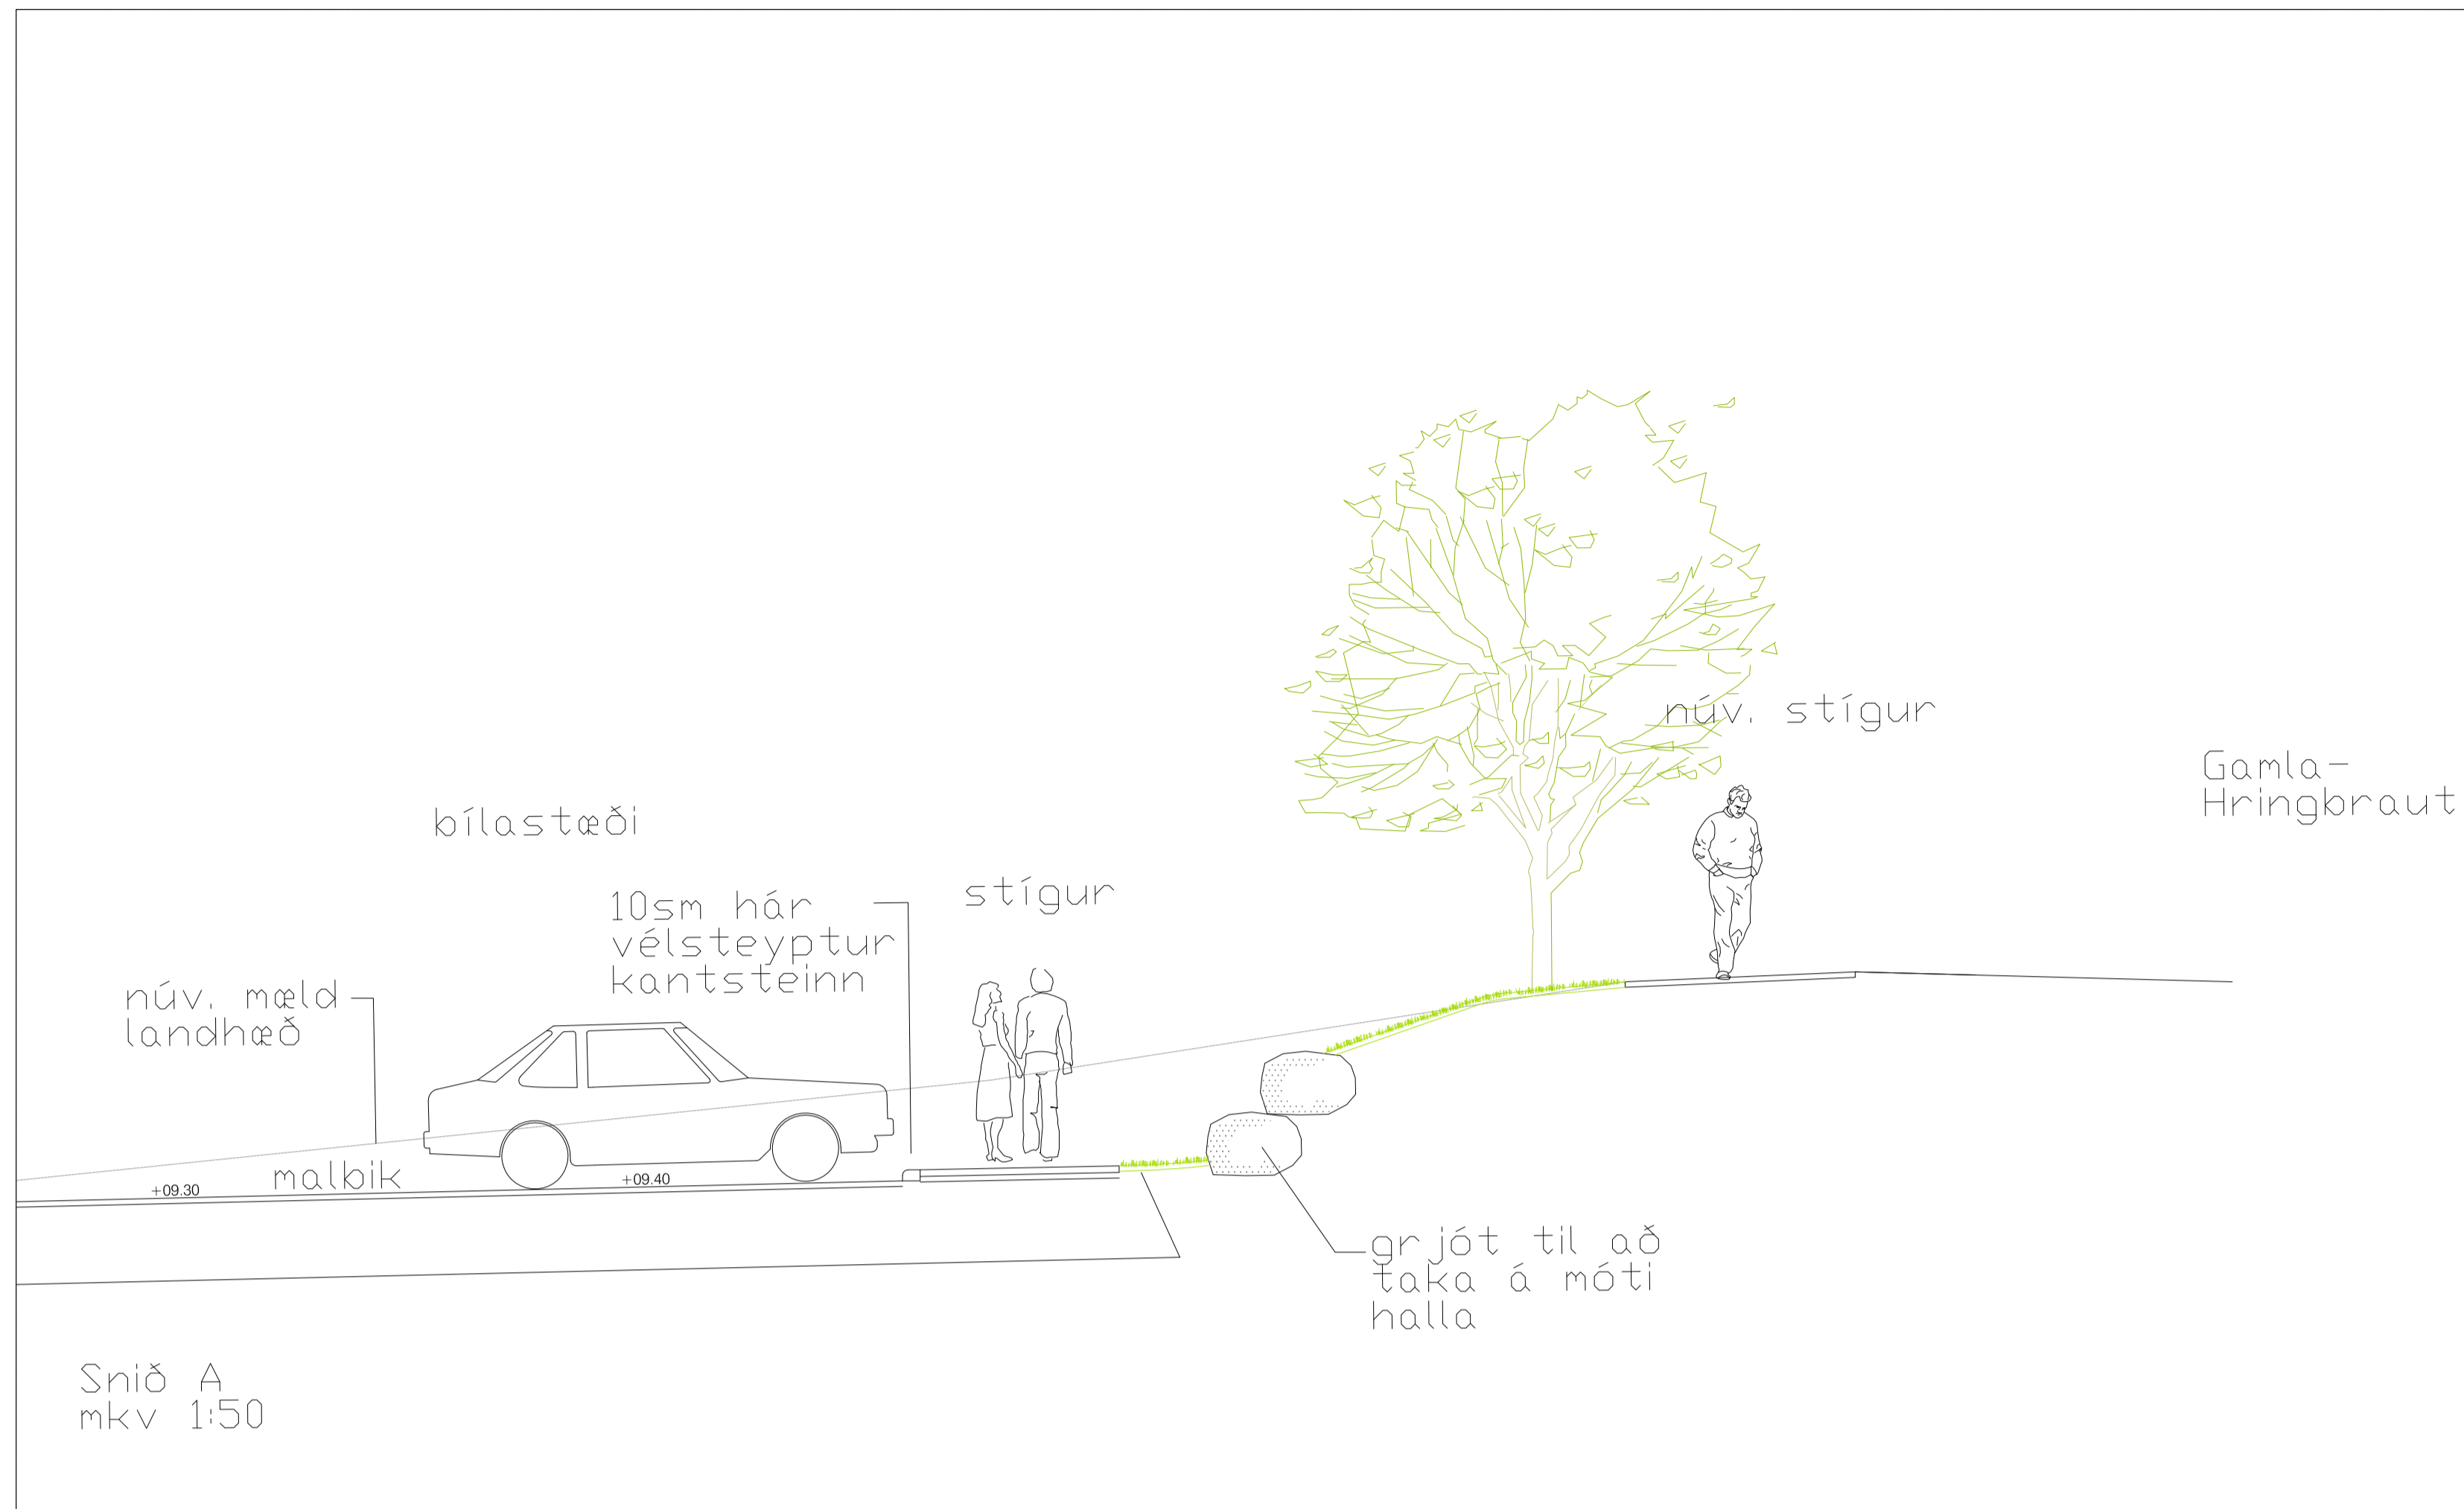 núv. stígur
Gamla-
Hringbraut
bílastæði
10sm hár
vélsteyptur
kantsteinn
stígur
núv. mæld
landhæð
malbik
+09.30
+09.40
grjót til að
taka á móti
halla
Snið A
mkv 1:50